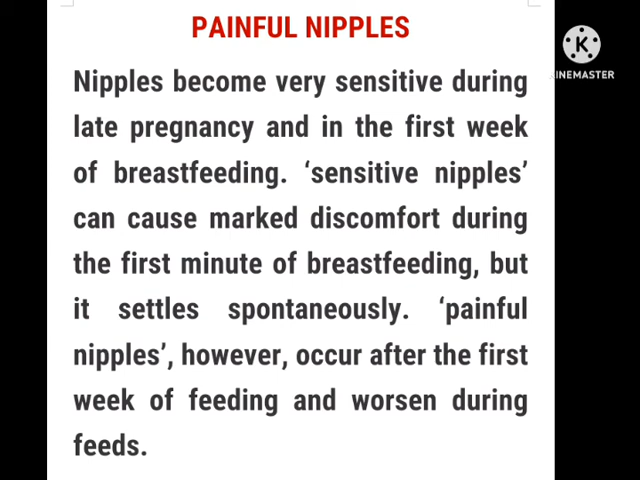 PAINFUL NIPPLES
Nipples become very sensitive during
late pregnancy and in the first week
of breastfeeding. ‘sensitive nipples’
can cause marked discomfort during
the first minute of breastfeeding, but
it settles spontaneously. ‘painful
nipples’, however, occur after the first
week of feeding and worsen during
feeds.
K
KINEMASTER